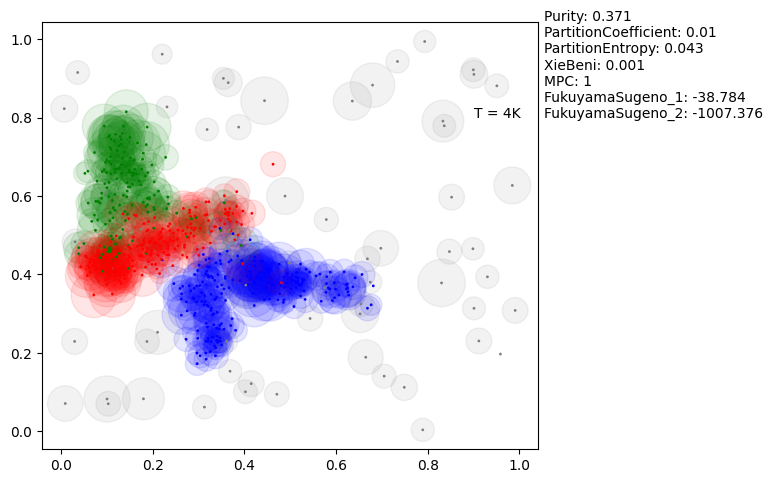 Purity: 0.371
PartitionCoefficient: 0.01
PartitionEntropy: 0.043
XieBeni: 0.001
MPC: 1
FukuyamaSugeno_1: -38.784
FukuyamaSugeno_2: -1007.376
T = 4K
1.0
0.8
0.6
0.4
0.2
0.0
0.0 0.2 0.4 0.6 0.8 1.0